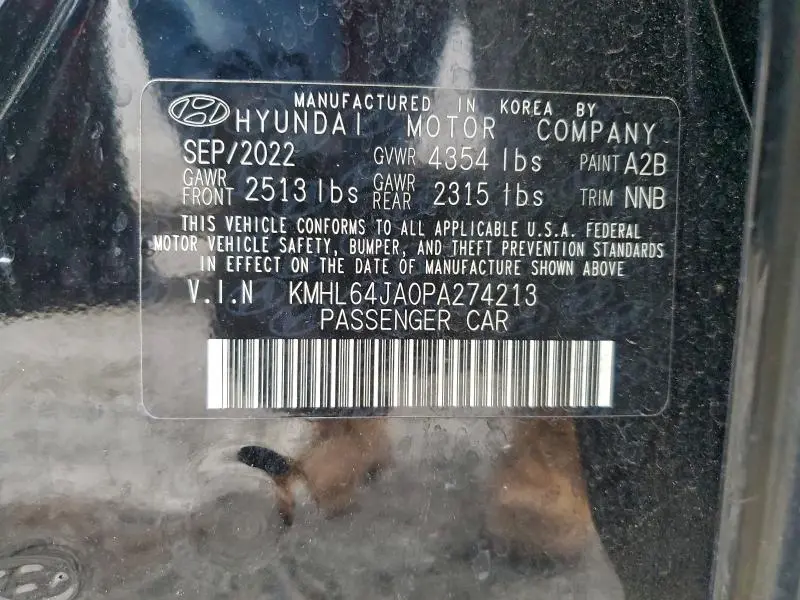 MANUFACTURED IN KOREA BY
HYUNDAI MOTOR COMPANY
SEP/2022 GVWR 4354 lbs PAINT A2B
GAWR FRONT 2513 lbs GAWR REAR 2315 lbs TRIM NNB
THIS VEHICLE CONFORMS TO ALL APPLICABLE U.S.A. FEDERAL
MOTOR VEHICLE SAFETY, BUMPER, AND THEFT PREVENTION STANDARDS
IN EFFECT ON THE DATE OF MANUFACTURE SHOWN ABOVE
V.I.N KMHL64JA0PA274213
PASSENGER CAR